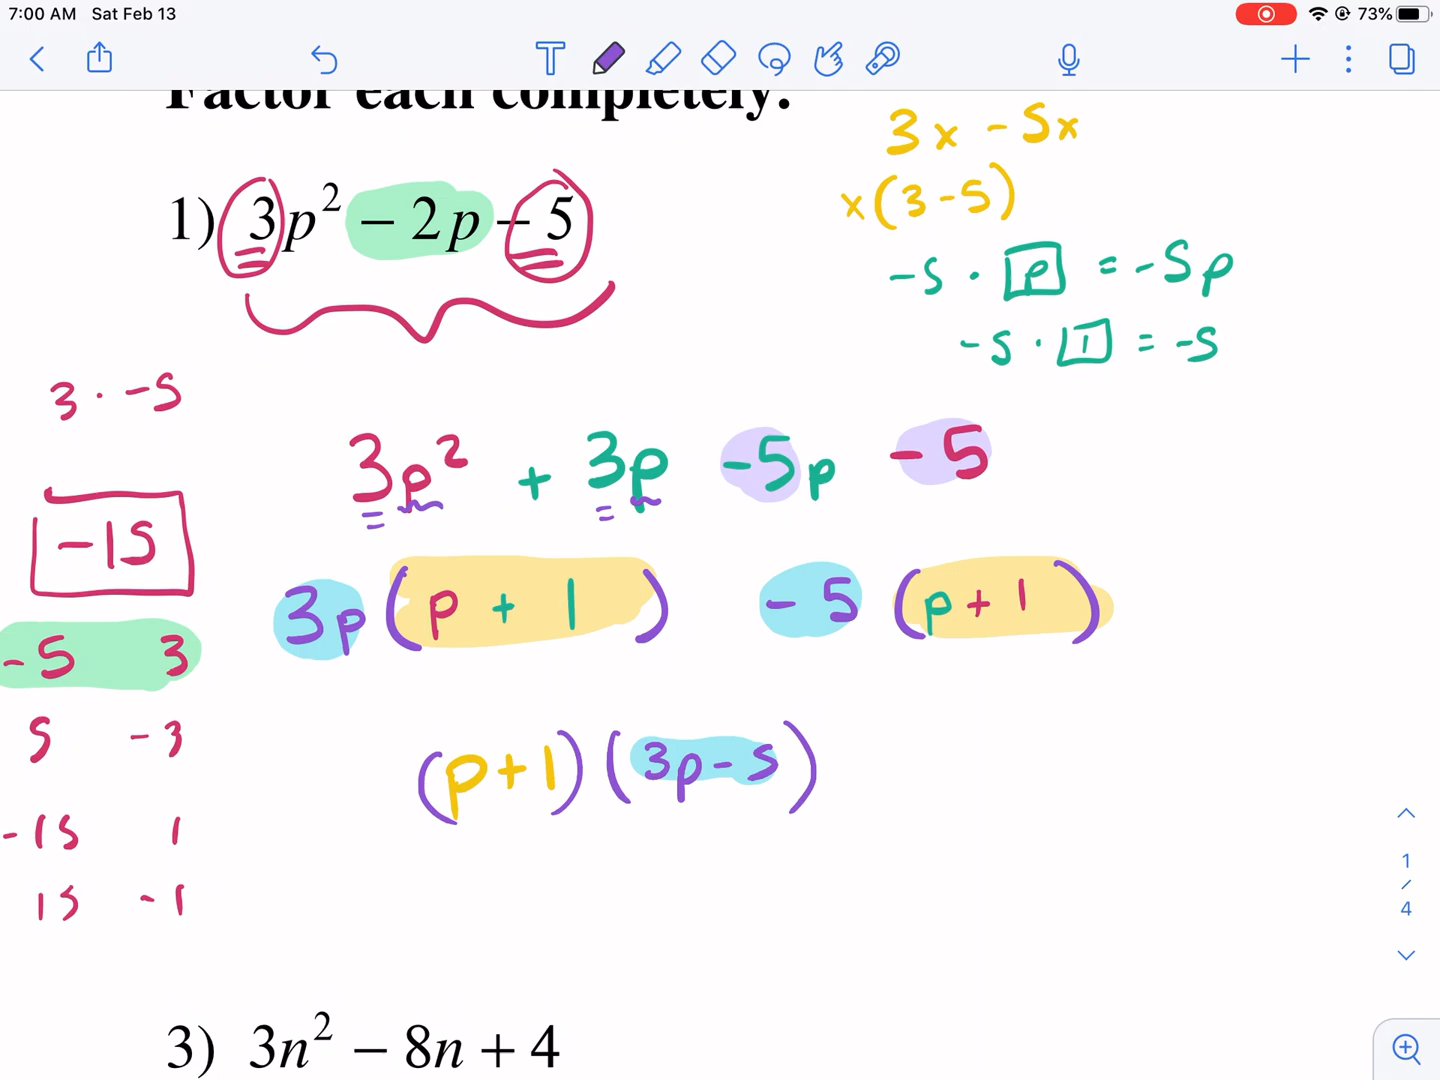 7:00 AM Sat Feb 13 73%
T
Factor each completely.
3x - 5x
x(3-5)
1) 3p² − 2p − 5
-5 · p = -5p
-5 · 1 = -5
3 · -5
3p² + 3p -5p -5
-15
3p(p + 1) - 5(p+1)
-5 3
5 -3
(p+1)(3p-5)
-15 1
15 -1
1
/
4
3) 3n² − 8n + 4